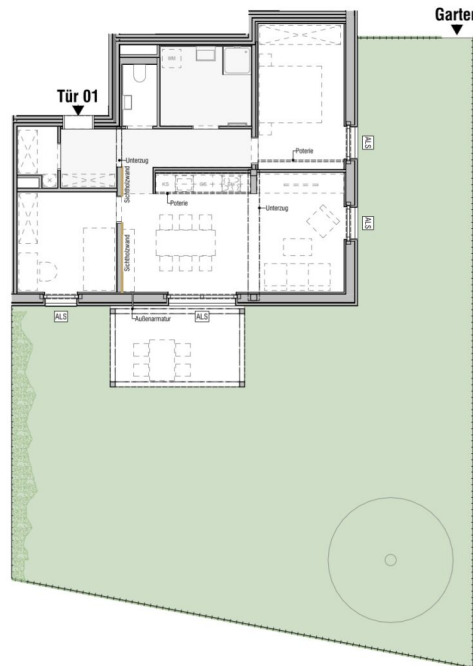 Garten
Tür 01
Unterzug
Poterie
ALS
Sichtholzwand
Poterie
Unterzug
ALS
Sichtholzwand
ALS
ALS
Außenarmatur